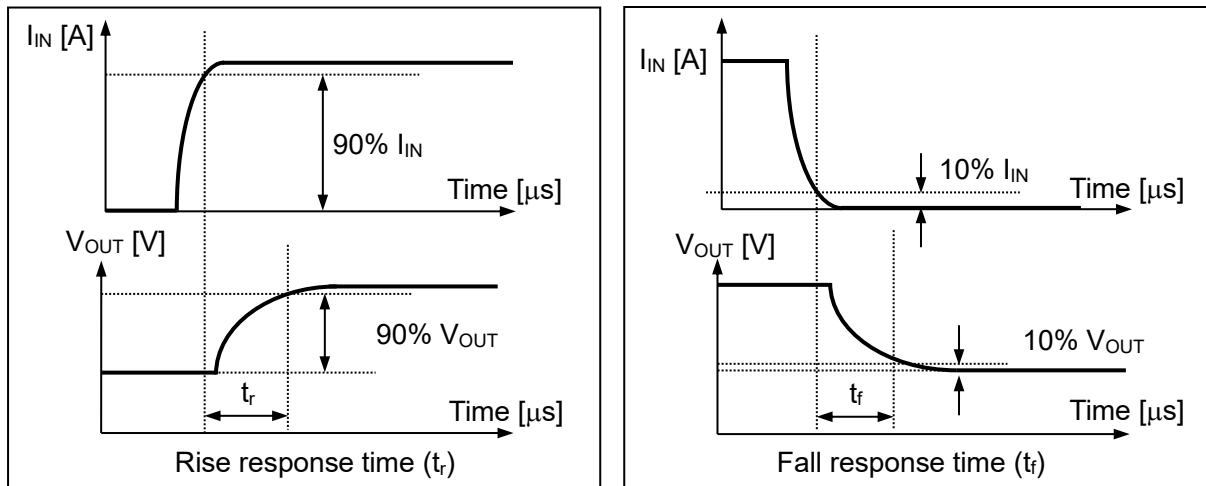 I_IN [A]
90% I_IN
Time [μs]
V_OUT [V]
90% V_OUT
t_r
Time [μs]
Rise response time (t_r)
I_IN [A]
10% I_IN
Time [μs]
V_OUT [V]
10% V_OUT
t_f
Time [μs]
Fall response time (t_f)